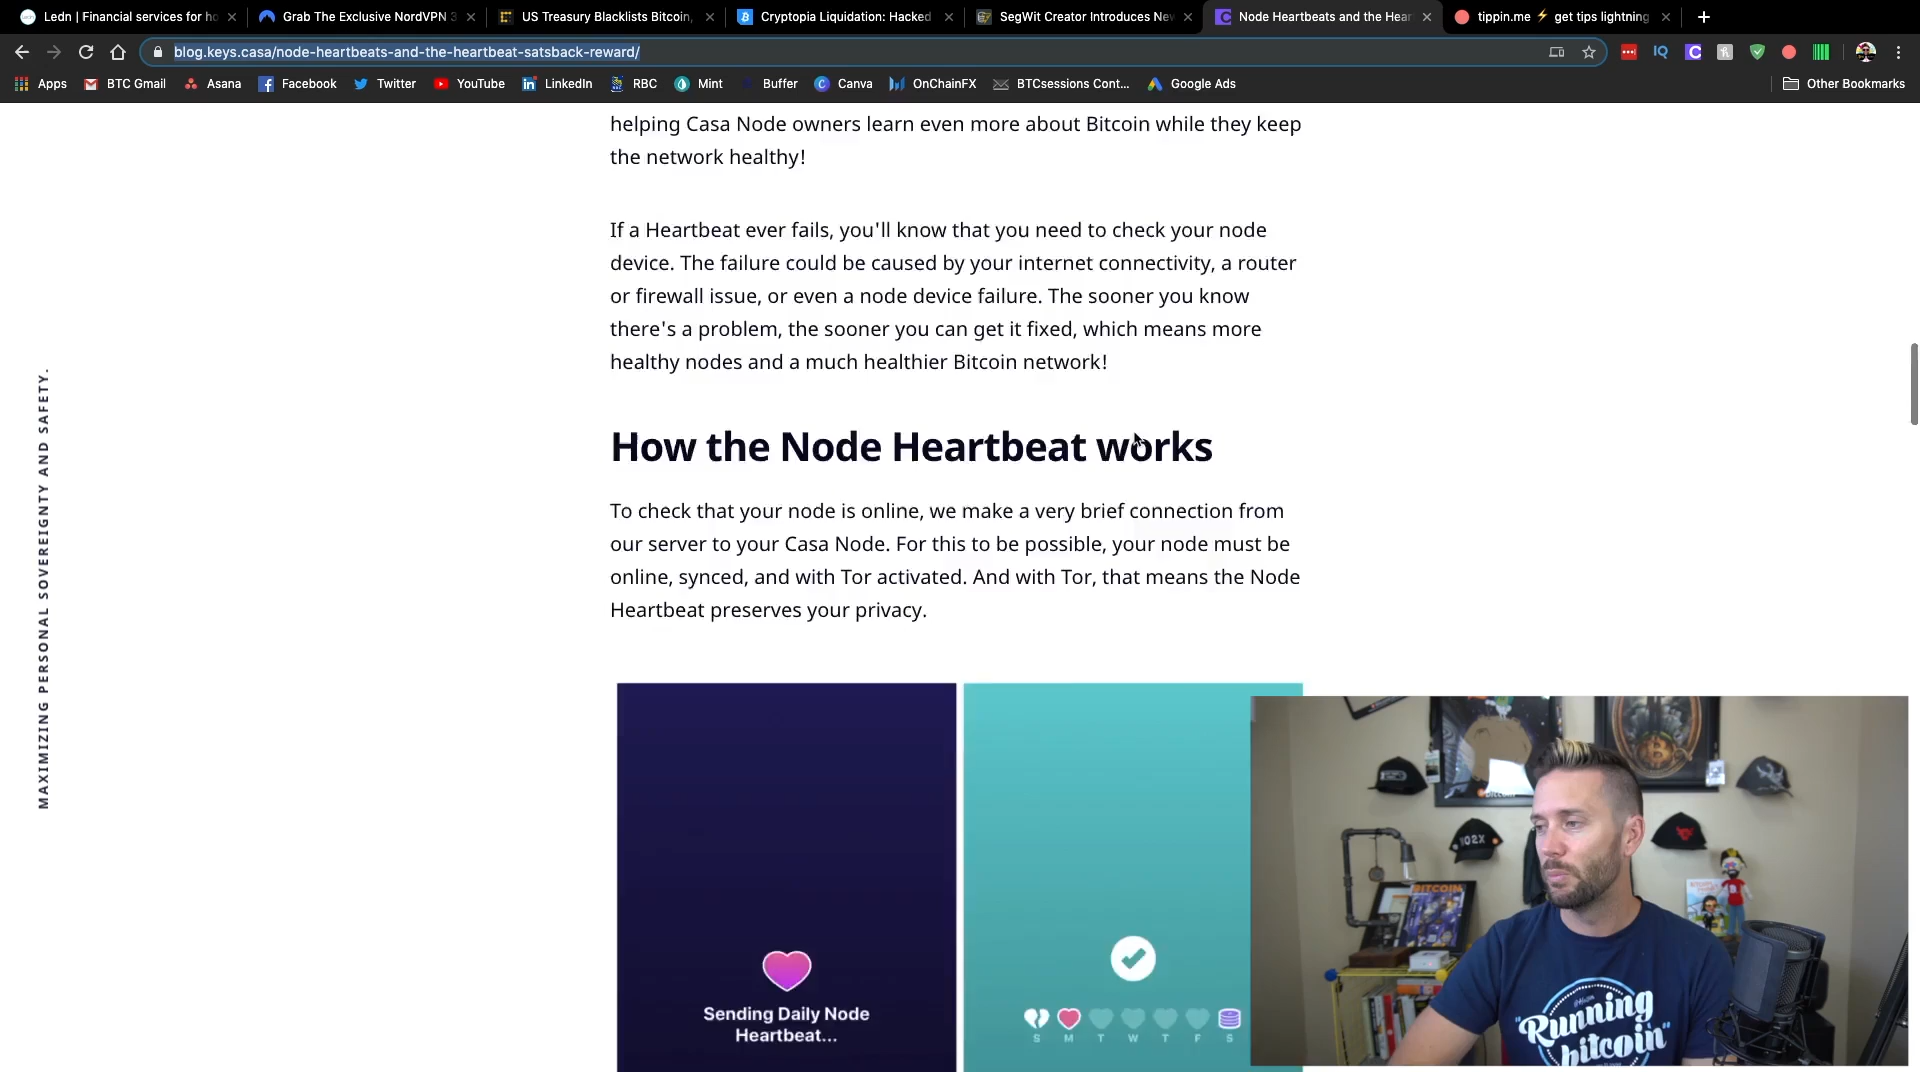 Ledn | Financial services for ho
Grab The Exclusive NordVPN 3
US Treasury Blacklists Bitcoin,
Cryptopia Liquidation: Hacked
SegWit Creator Introduces Nev
Node Heartbeats and the Hear
tippin.me ⚡ get tips lightning
blog.keys.casa/node-heartbeats-and-the-heartbeat-satsback-reward/
Apps
BTC Gmail
Asana
Facebook
Twitter
YouTube
LinkedIn
RBC
Mint
Buffer
Canva
OnChainFX
BTCsessions Cont...
Google Ads
Other Bookmarks
helping Casa Node owners learn even more about Bitcoin while they keep
the network healthy!
If a Heartbeat ever fails, you'll know that you need to check your node
device. The failure could be caused by your internet connectivity, a router
or firewall issue, or even a node device failure. The sooner you know
there's a problem, the sooner you can get it fixed, which means more
healthy nodes and a much healthier Bitcoin network!
MAXIMIZING PERSONAL SOVEREIGNTY AND SAFETY.
How the Node Heartbeat works
To check that your node is online, we make a very brief connection from
our server to your Casa Node. For this to be possible, your node must be
online, synced, and with Tor activated. And with Tor, that means the Node
Heartbeat preserves your privacy.
Sending Daily Node
Heartbeat...
S M T W T F S
BITCOIN
"Running
bitcoin"